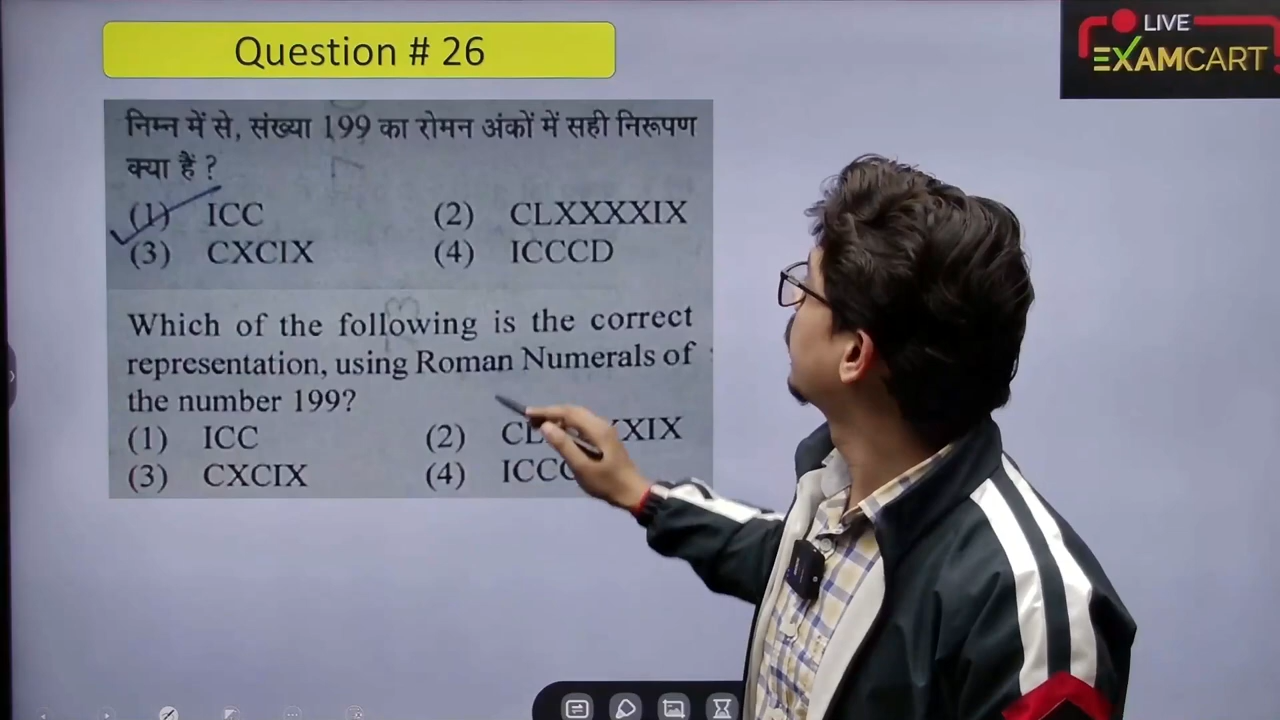 Question # 26
LIVE
EXAMCART
निम्न में से, संख्या 199 का रोमन अंकों में सही निरूपण
क्या हैं ?
(1) ICC (2) CLXXXXIX
(3) CXCIX (4) ICCCD
Which of the following is the correct
representation, using Roman Numerals of
the number 199?
(1) ICC (2)
(3) CXCIX (4)